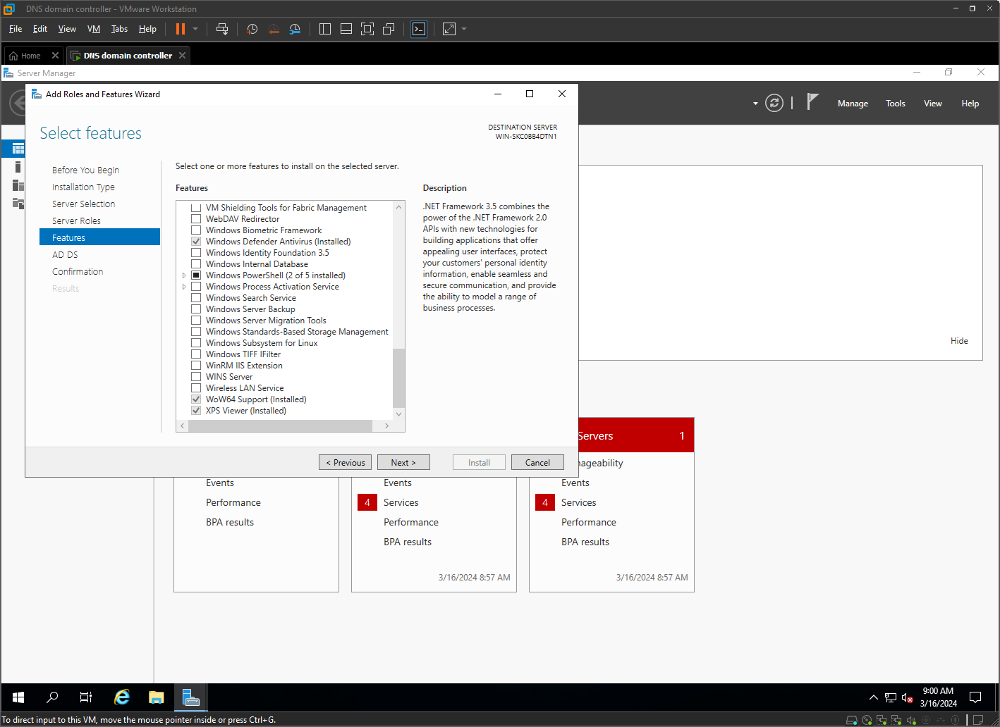 DNS domain controller - VMware Workstation
File Edit View VM Tabs Help
Home DNS domain controller
Server Manager
Add Roles and Features Wizard
Manage Tools View Help
Select features
DESTINATION SERVER
WIN-SKC0BB4DTN1
Before You Begin
Installation Type
Server Selection
Server Roles
Features
AD DS
Confirmation
Results
Select one or more features to install on the selected server.
Features
VM Shielding Tools for Fabric Management
WebDAV Redirector
Windows Biometric Framework
Windows Defender Antivirus (Installed)
Windows Identity Foundation 3.5
Windows Internal Database
Windows PowerShell (2 of 5 installed)
Windows Process Activation Service
Windows Search Service
Windows Server Backup
Windows Server Migration Tools
Windows Standards-Based Storage Management
Windows Subsystem for Linux
Windows TIFF IFilter
WinRM IIS Extension
WINS Server
Wireless LAN Service
WoW64 Support (Installed)
XPS Viewer (Installed)
Description
.NET Framework 3.5 combines the
power of the .NET Framework 2.0
APIs with new technologies for
building applications that offer
appealing user interfaces, protect
your customers' personal identity
information, enable seamless and
secure communication, and provide
the ability to model a range of
business processes.
Hide
< Previous Next > Install Cancel
Servers 1
nageability
Events
Performance
BPA results
Events
4 Services
Performance
BPA results
3/16/2024 8:57 AM
Events
4 Services
Performance
BPA results
3/16/2024 8:57 AM
9:00 AM
3/16/2024
To direct input to this VM, move the mouse pointer inside or press Ctrl+G.